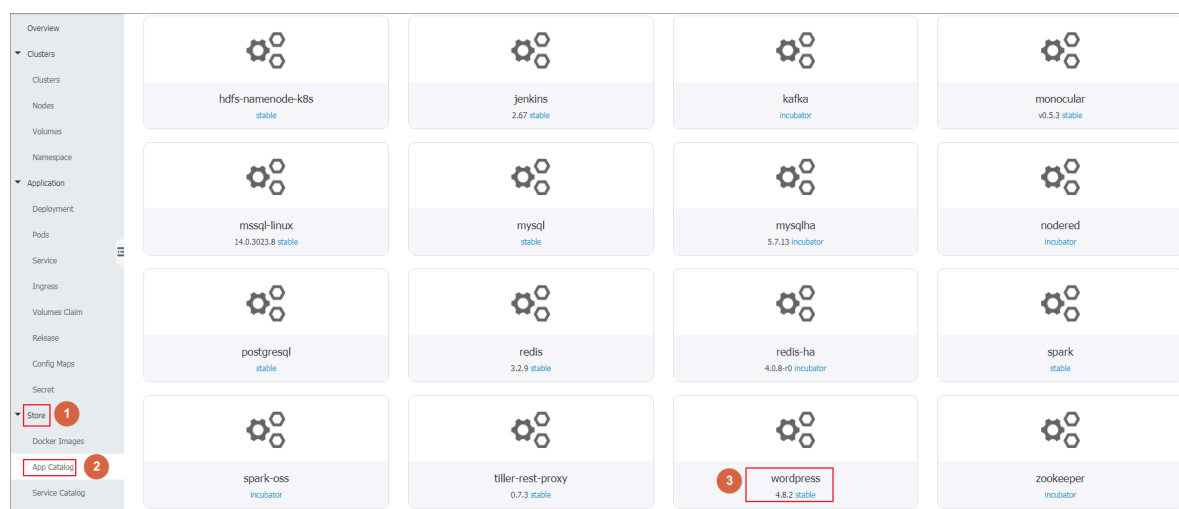 Overview
Clusters
Clusters
Nodes
Volumes
Namespace
Application
Deployment
Pods
Service
Ingress
Volumes Claim
Release
Config Maps
Secret
Store 1
Docker Images
App Catalog 2
Service Catalog
hdfs-namenode-k8s
stable
jenkins
2.67 stable
kafka
incubator
monocular
v0.5.3 stable
mssql-linux
14.0.3023.8 stable
mysql
stable
mysqlha
5.7.13 incubator
nodered
incubator
postgresql
stable
redis
3.2.9 stable
redis-ha
4.0.8-r0 incubator
spark
stable
spark-oss
incubator
tiller-rest-proxy
0.7.3 stable
3 wordpress
4.8.2 stable
zookeeper
incubator